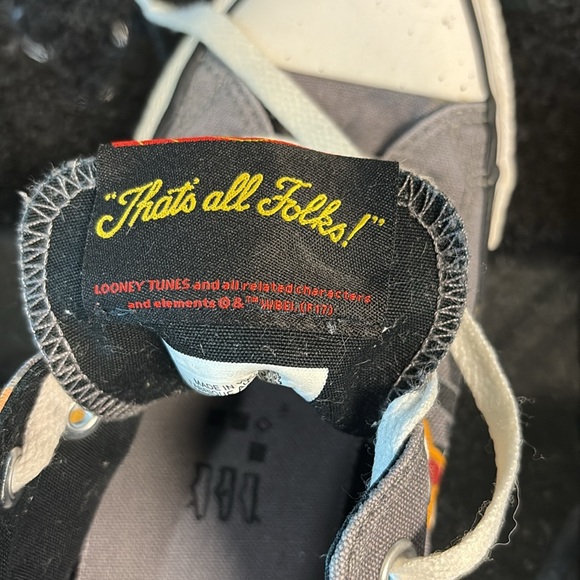 "That's all Folks!"
LOONEY TUNES and all related characters
and elements © & ™ WBEI. (s17)
MADE IN